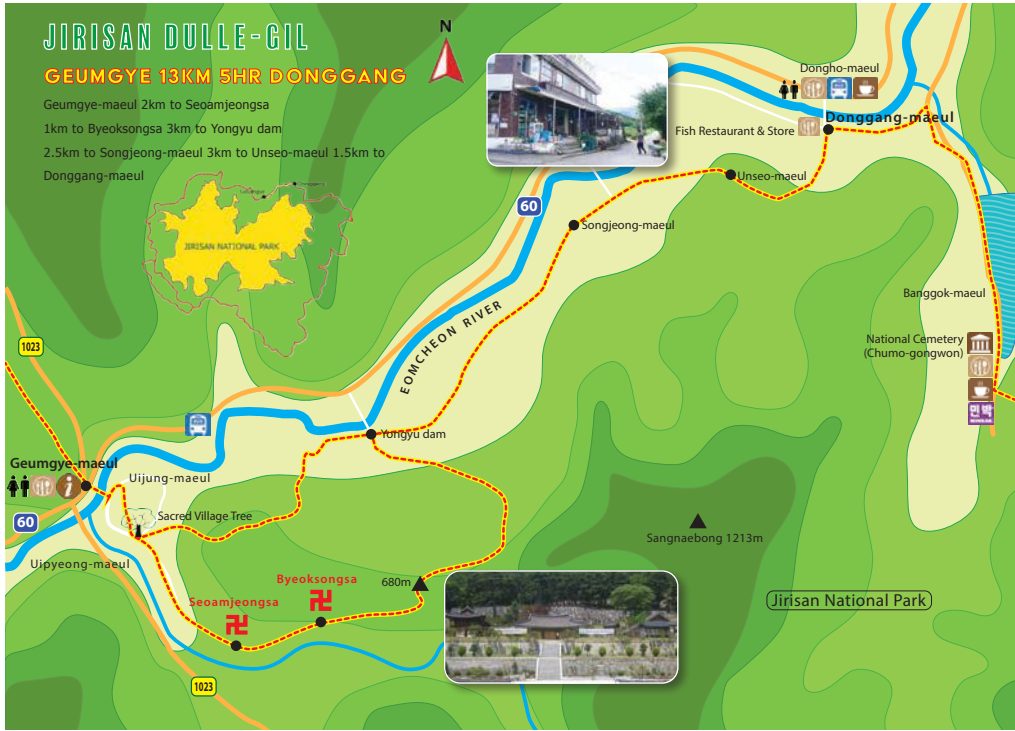 JIRISAN DULLE-GIL
GEUMGYE 13KM 5HR DONGGANG
Geumgye-maeul 2km to Seoamjeongsa
1km to Byeoksongsa 3km to Yongyu dam
2.5km to Songjeong-maeul 3km to Unseo-maeul 1.5km to
Donggang-maeul
N
JIRISAN NATIONAL PARK
Dongho-maeul
Donggang-maeul
Fish Restaurant & Store
Unseo-maeul
60
Songjeong-maeul
EOMCHEON RIVER
Banggok-maeul
National Cemetery
(Chumo-gongwon)
민박
1023
Yongyu dam
Geumgye-maeul
i
Uijung-maeul
Sacred Village Tree
60
Uipyeong-maeul
Sangnaebong 1213m
680m
Byeoksongsa
Seoamjeongsa
Jirisan National Park
1023